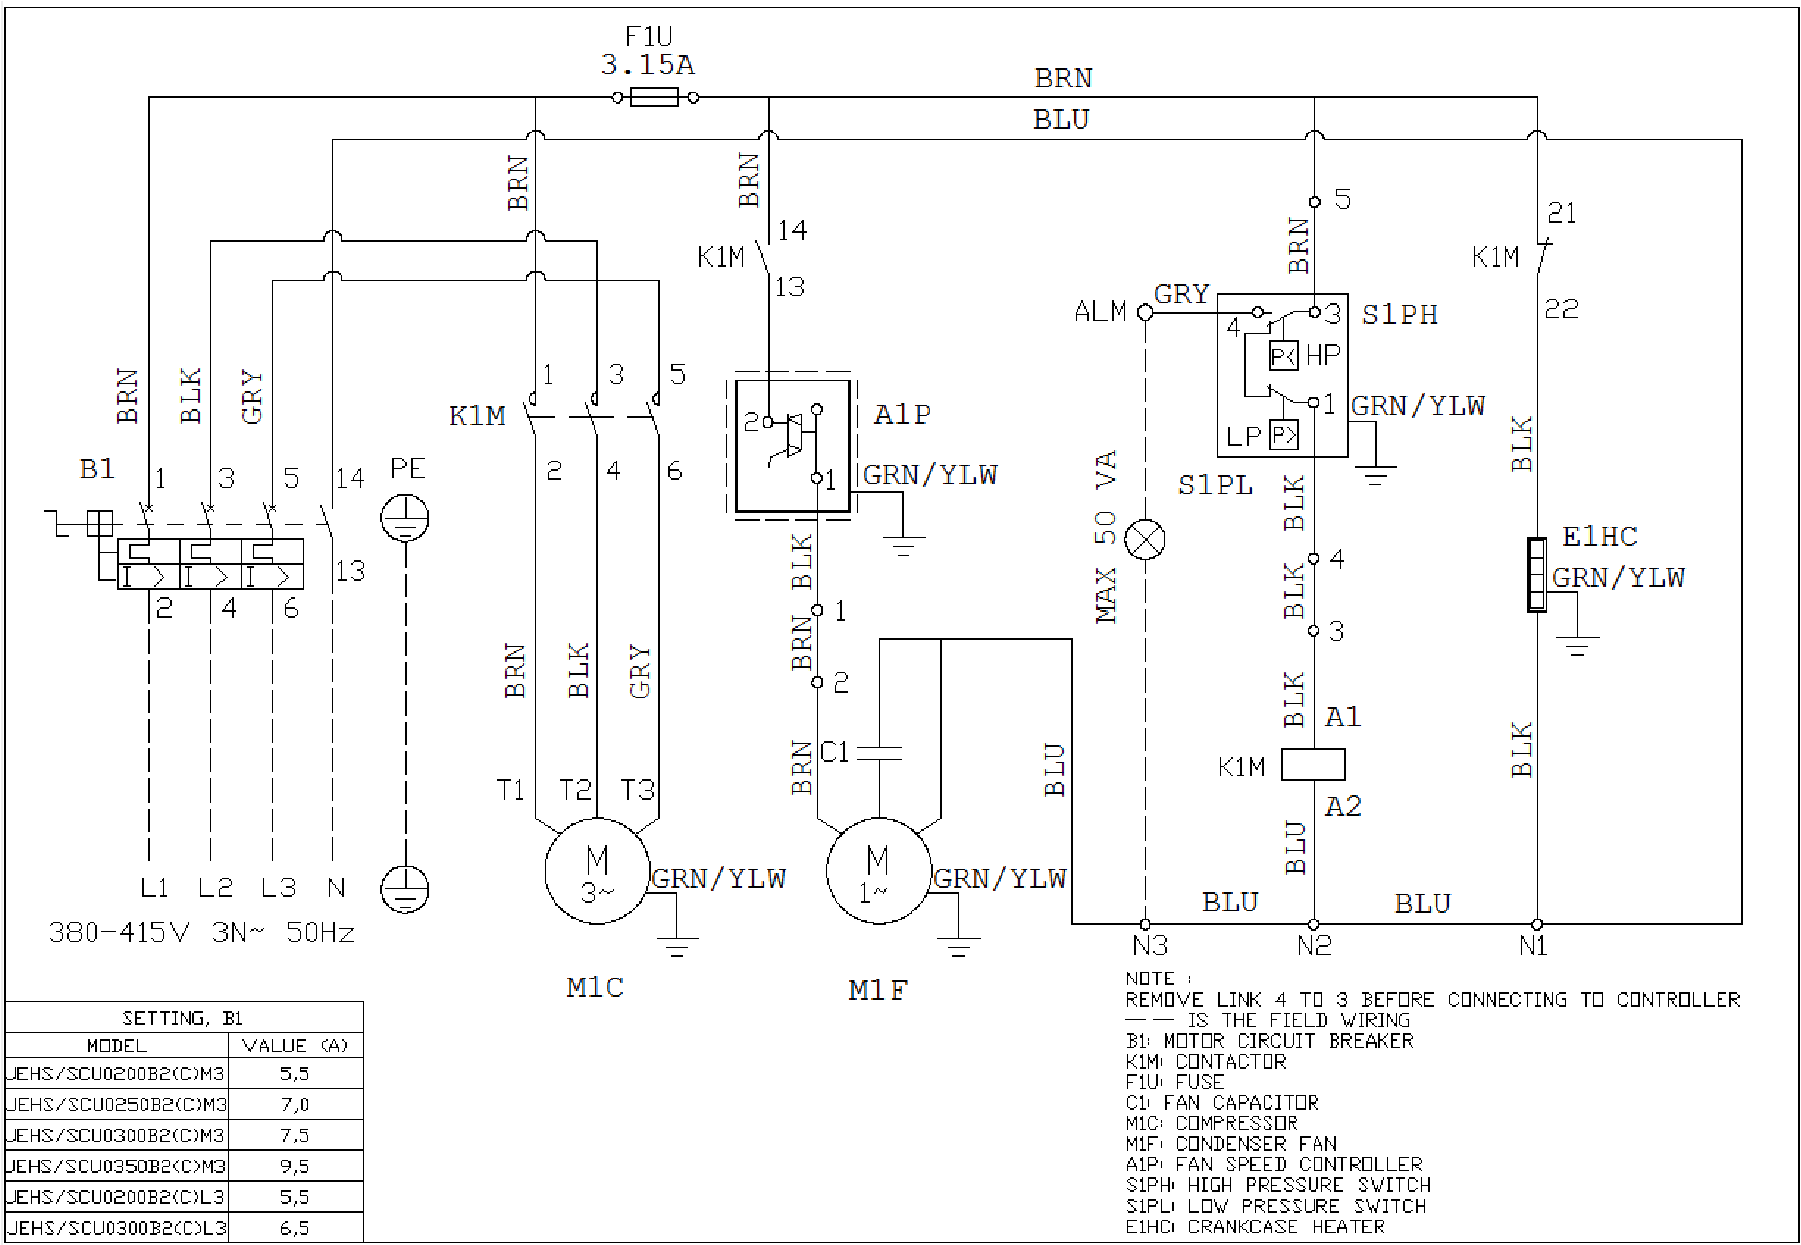 F1U
3.15A
BRN
BLU
BRN
BRN
5
21
14
K1M
13
BRN
K1M
22
ALM
GRY
4
3
S1PH
P<
HP
1
3
5
BRN
BLK
GRY
K1M
2
A1P
1
GRN/YLW
LP
P>
1
GRN/YLW
S1PL
B1
1
3
5
14
PE
2
4
6
BLK
BLK
MAX 50 VA
BLK
E1HC
GRN/YLW
I >
I >
I >
13
2
4
6
1
BRN
2
4
BLK
3
BRN
BLK
GRY
BRN
C1
BLU
BLK
A1
K1M
A2
BLK
T1
T2
T3
M
3~
GRN/YLW
M
1~
GRN/YLW
BLU
L1
L2
L3
N
380-415V 3N~ 50Hz
BLU
BLU
N3
N2
N1
M1C
M1F
NOTE :
REMOVE LINK 4 TO 3 BEFORE CONNECTING TO CONTROLLER
— — IS THE FIELD WIRING
B1: MOTOR CIRCUIT BREAKER
K1M: CONTACTOR
F1U: FUSE
C1: FAN CAPACITOR
M1C: COMPRESSOR
M1F: CONDENSER FAN
A1P: FAN SPEED CONTROLLER
S1PH: HIGH PRESSURE SWITCH
S1PL: LOW PRESSURE SWITCH
E1HC: CRANKCASE HEATER
SETTING, B1
MODEL VALUE (A)
JEHS/SCU0200B2(C)M3 5,5
JEHS/SCU0250B2(C)M3 7,0
JEHS/SCU0300B2(C)M3 7,5
JEHS/SCU0350B2(C)M3 9,5
JEHS/SCU0200B2(C)L3 5,5
JEHS/SCU0300B2(C)L3 6,5